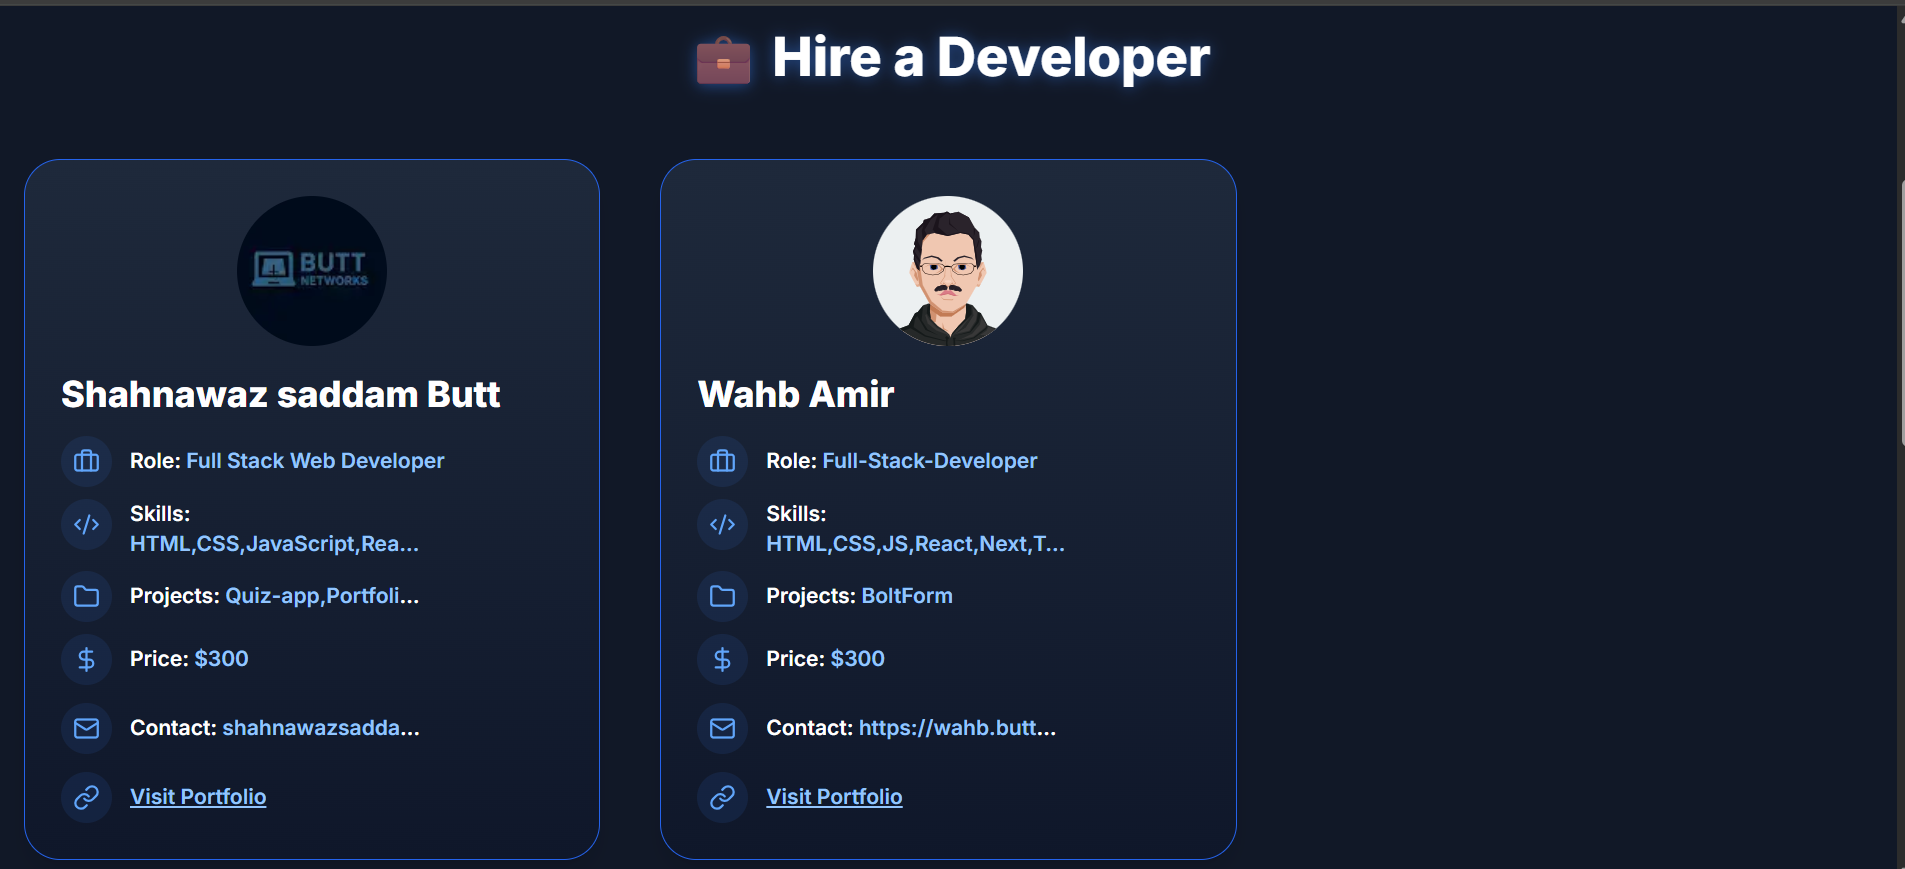 Hire a Developer
BUTT
NETWORKS
Shahnawaz saddam Butt
Role: Full Stack Web Developer
Skills:
HTML,CSS,JavaScript,Rea...
Projects: Quiz-app,Portfoli...
Price: $300
Contact: shahnawazsadda...
Visit Portfolio
Wahb Amir
Role: Full-Stack-Developer
Skills:
HTML,CSS,JS,React,Next,T...
Projects: BoltForm
Price: $300
Contact: https://wahb.butt...
Visit Portfolio